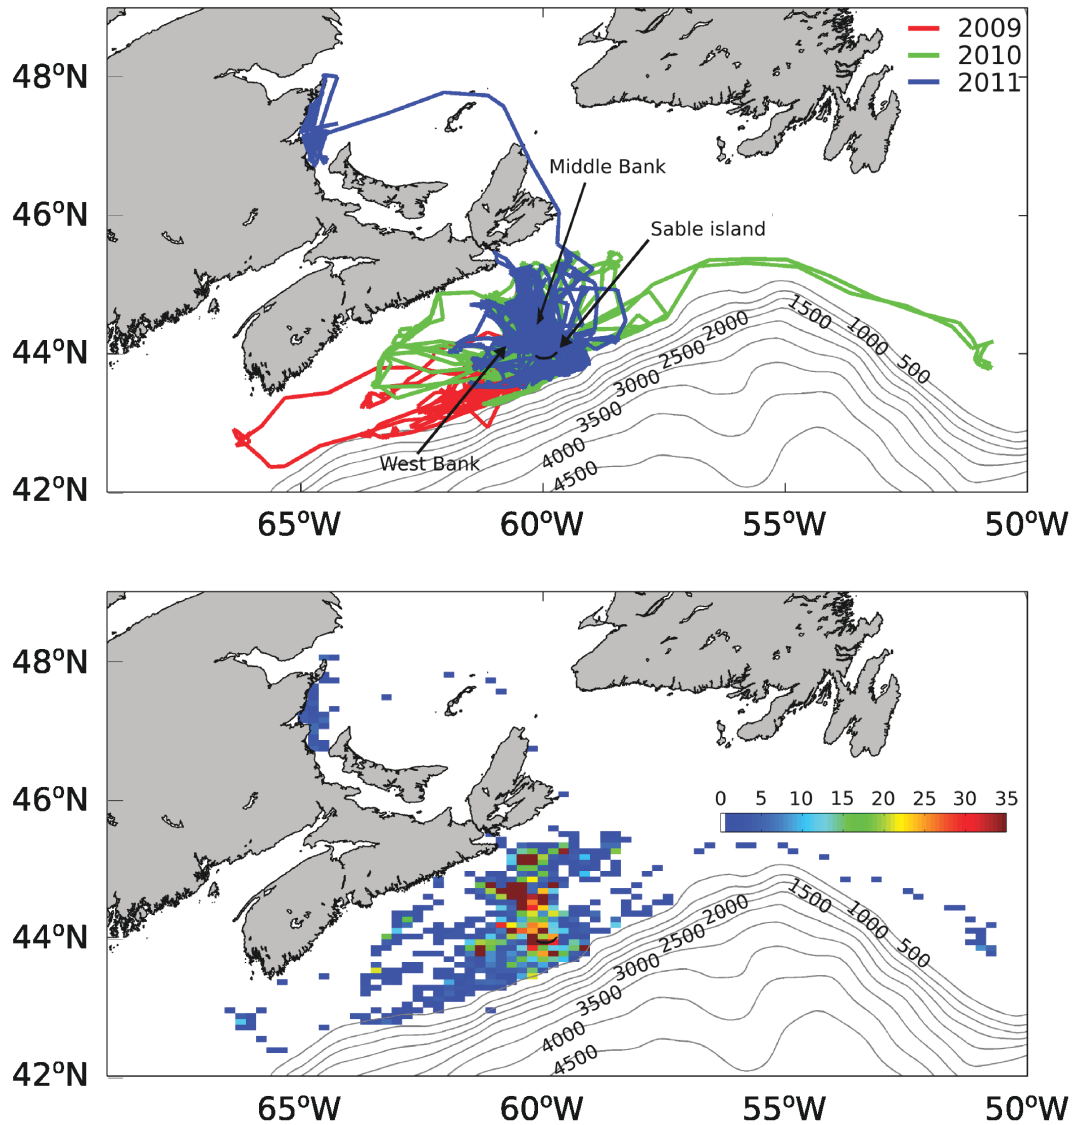 2009
2010
2011
48°N
46°N
44°N
42°N
Middle Bank
Sable island
West Bank
1500
1000
500
2000
2500
3000
3500
4000
4500
65°W
60°W
55°W
50°W
48°N
46°N
44°N
42°N
0 5 10 15 20 25 30 35
1500
1000
500
2000
2500
3000
3500
4000
4500
65°W
60°W
55°W
50°W